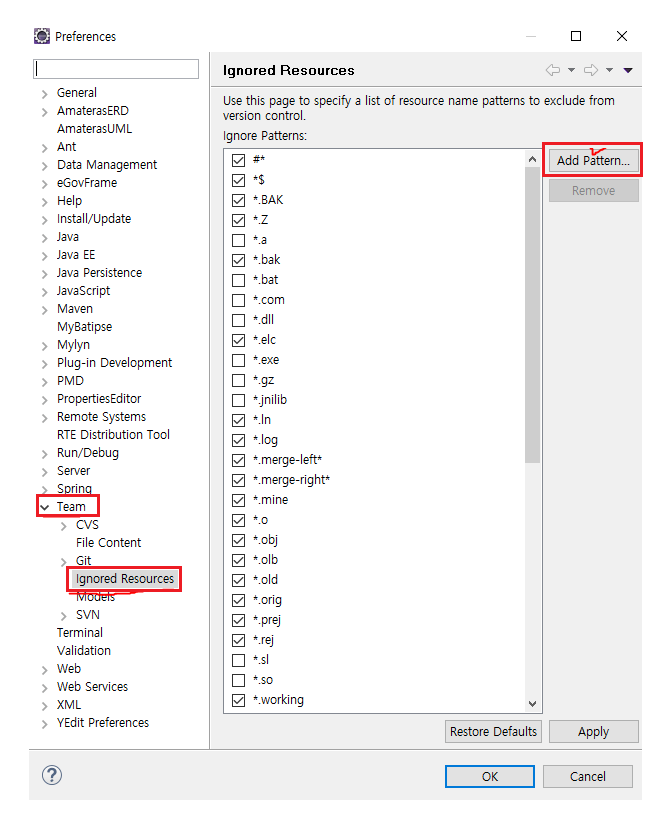 Preferences
Ignored Resources
Use this page to specify a list of resource name patterns to exclude from
version control.
Ignore Patterns:
General
AmaterasERD
AmaterasUML
Ant
Data Management
eGovFrame
Help
Install/Update
Java
Java EE
Java Persistence
JavaScript
Maven
MyBatipse
Mylyn
Plug-in Development
PMD
PropertiesEditor
Remote Systems
RTE Distribution Tool
Run/Debug
Server
Spring
Team
CVS
File Content
Git
Ignored Resources
Models
SVN
Terminal
Validation
Web
Web Services
XML
YEdit Preferences
#*
*$
*.BAK
*.Z
*.a
*.bak
*.bat
*.com
*.dll
*.elc
*.exe
*.gz
*.jnilib
*.ln
*.log
*.merge-left*
*.merge-right*
*.mine
*.o
*.obj
*.olb
*.old
*.orig
*.prej
*.rej
*.sl
*.so
*.working
Add Pattern...
Remove
Restore Defaults
Apply
?
OK
Cancel